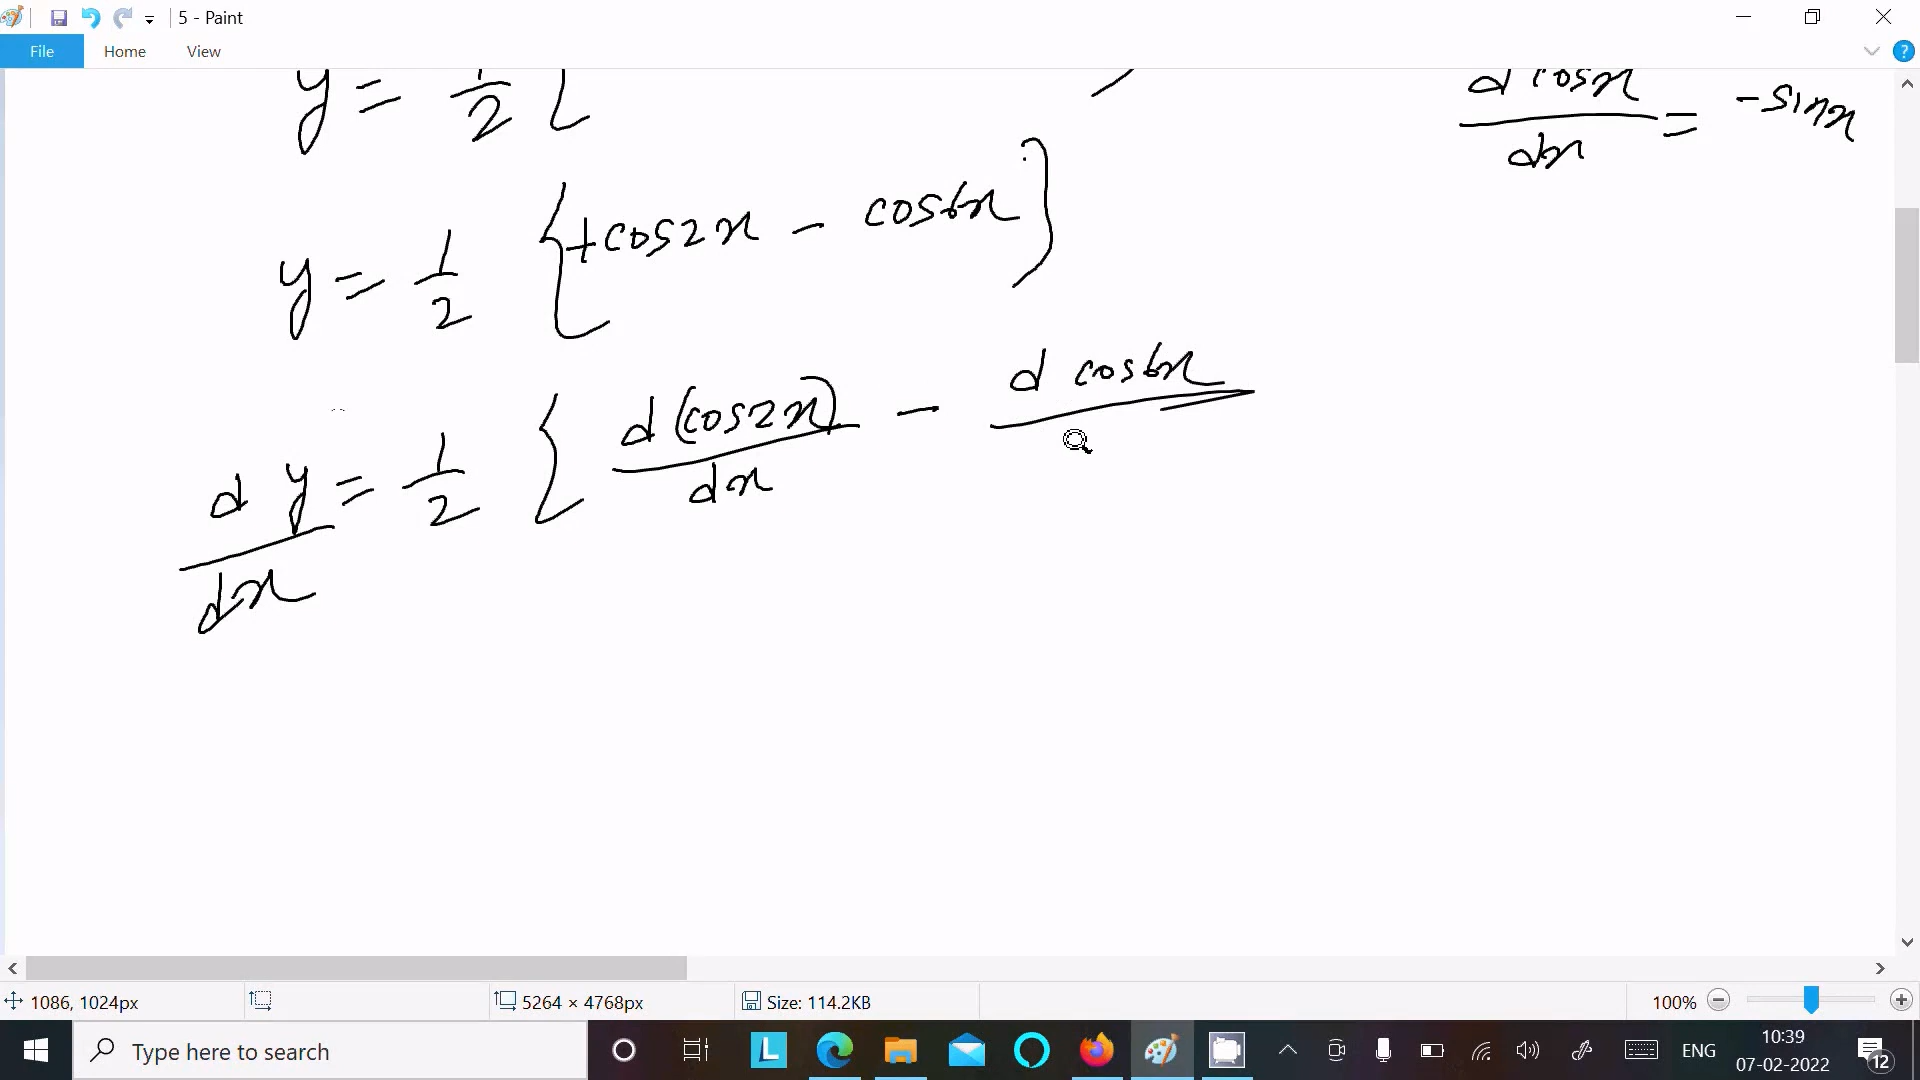 5 - Paint
File Home View
y = 1/2 {
d cosx/dx = -sinx
y = 1/2 {+cos2x - cos6x}
dy/dx = 1/2 { d(cos2x)/dx - d cos6x
1086, 1024px
5264 × 4768px
Size: 114.2KB
100%
Type here to search
L
ENG
10:39
07-02-2022
12